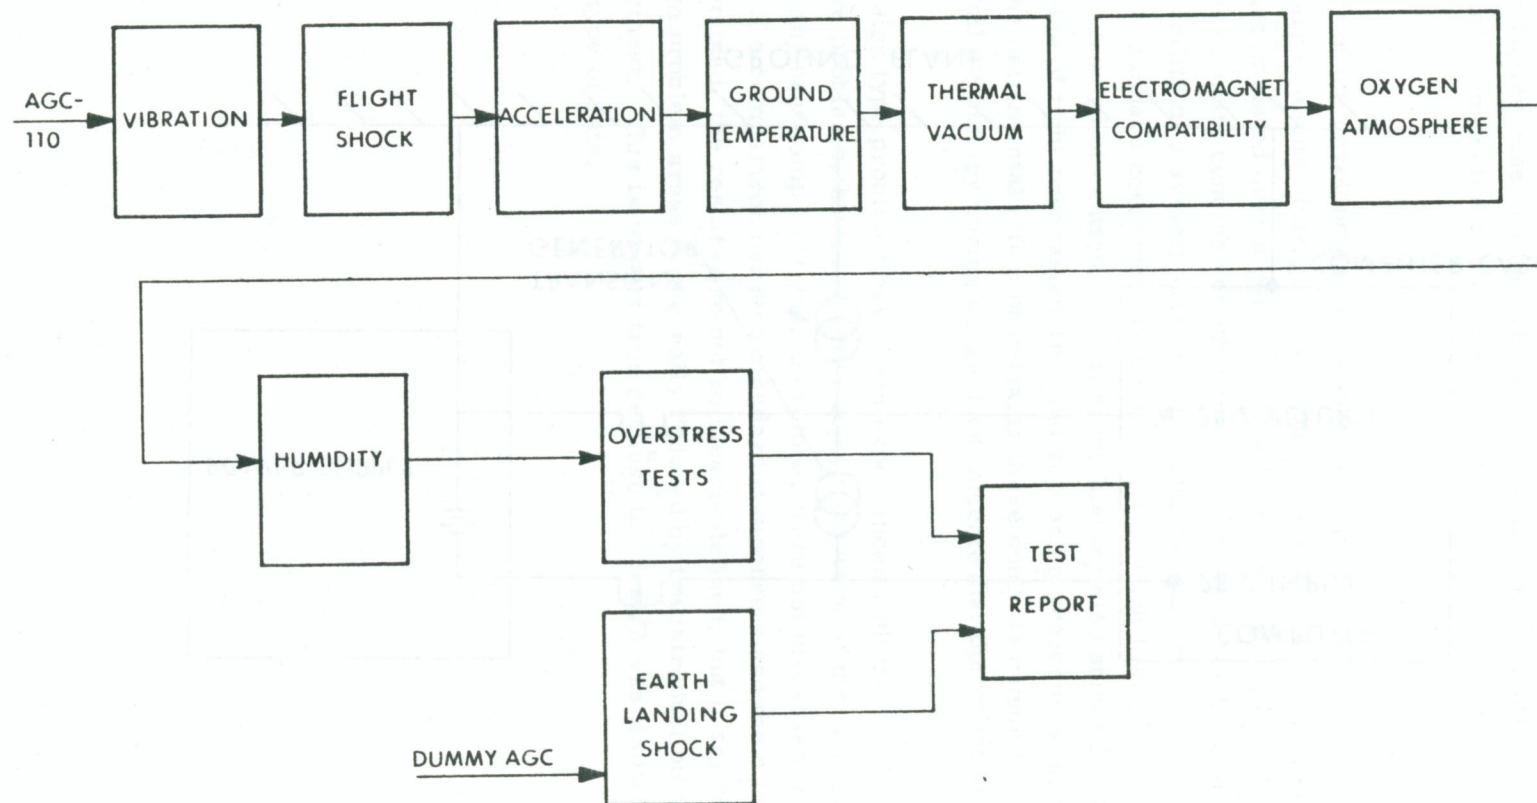 AGC-
110
VIBRATION
FLIGHT
SHOCK
ACCELERATION
GROUND
TEMPERATURE
THERMAL
VACUUM
ELECTROMAGNET
COMPATIBILITY
OXYGEN
ATMOSPHERE
HUMIDITY
OVERSTRESS
TESTS
TEST
REPORT
EARTH
LANDING
SHOCK
DUMMY AGC